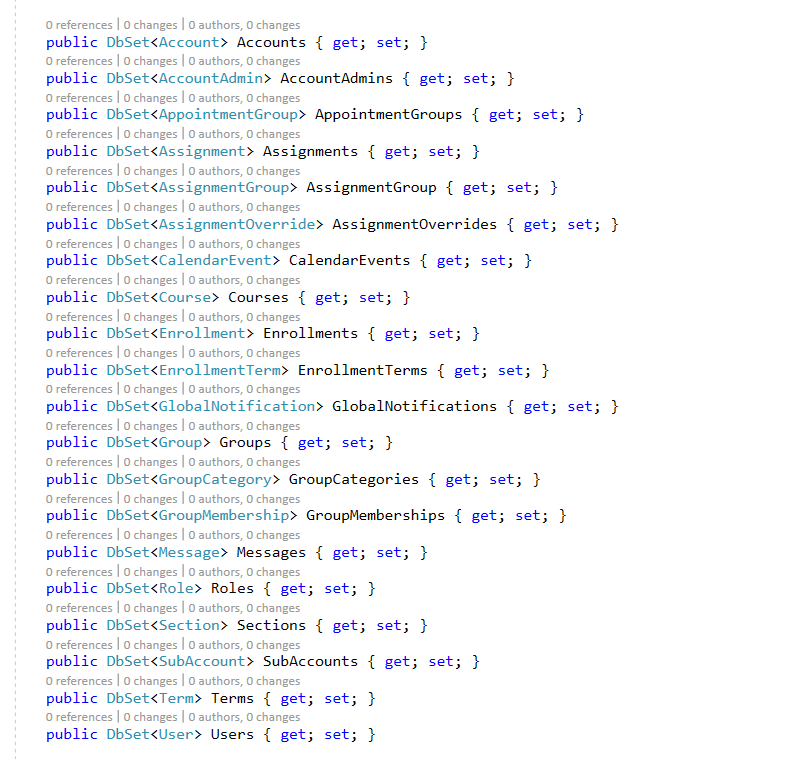 0 references | 0 changes | 0 authors, 0 changes
public DbSet<Account> Accounts { get; set; }
0 references | 0 changes | 0 authors, 0 changes
public DbSet<AccountAdmin> AccountAdmins { get; set; }
0 references | 0 changes | 0 authors, 0 changes
public DbSet<AppointmentGroup> AppointmentGroups { get; set; }
0 references | 0 changes | 0 authors, 0 changes
public DbSet<Assignment> Assignments { get; set; }
0 references | 0 changes | 0 authors, 0 changes
public DbSet<AssignmentGroup> AssignmentGroup { get; set; }
0 references | 0 changes | 0 authors, 0 changes
public DbSet<AssignmentOverride> AssignmentOverrides { get; set; }
0 references | 0 changes | 0 authors, 0 changes
public DbSet<CalendarEvent> CalendarEvents { get; set; }
0 references | 0 changes | 0 authors, 0 changes
public DbSet<Course> Courses { get; set; }
0 references | 0 changes | 0 authors, 0 changes
public DbSet<Enrollment> Enrollments { get; set; }
0 references | 0 changes | 0 authors, 0 changes
public DbSet<EnrollmentTerm> EnrollmentTerms { get; set; }
0 references | 0 changes | 0 authors, 0 changes
public DbSet<GlobalNotification> GlobalNotifications { get; set; }
0 references | 0 changes | 0 authors, 0 changes
public DbSet<Group> Groups { get; set; }
0 references | 0 changes | 0 authors, 0 changes
public DbSet<GroupCategory> GroupCategories { get; set; }
0 references | 0 changes | 0 authors, 0 changes
public DbSet<GroupMembership> GroupMemberships { get; set; }
0 references | 0 changes | 0 authors, 0 changes
public DbSet<Message> Messages { get; set; }
0 references | 0 changes | 0 authors, 0 changes
public DbSet<Role> Roles { get; set; }
0 references | 0 changes | 0 authors, 0 changes
public DbSet<Section> Sections { get; set; }
0 references | 0 changes | 0 authors, 0 changes
public DbSet<SubAccount> SubAccounts { get; set; }
0 references | 0 changes | 0 authors, 0 changes
public DbSet<Term> Terms { get; set; }
0 references | 0 changes | 0 authors, 0 changes
public DbSet<User> Users { get; set; }